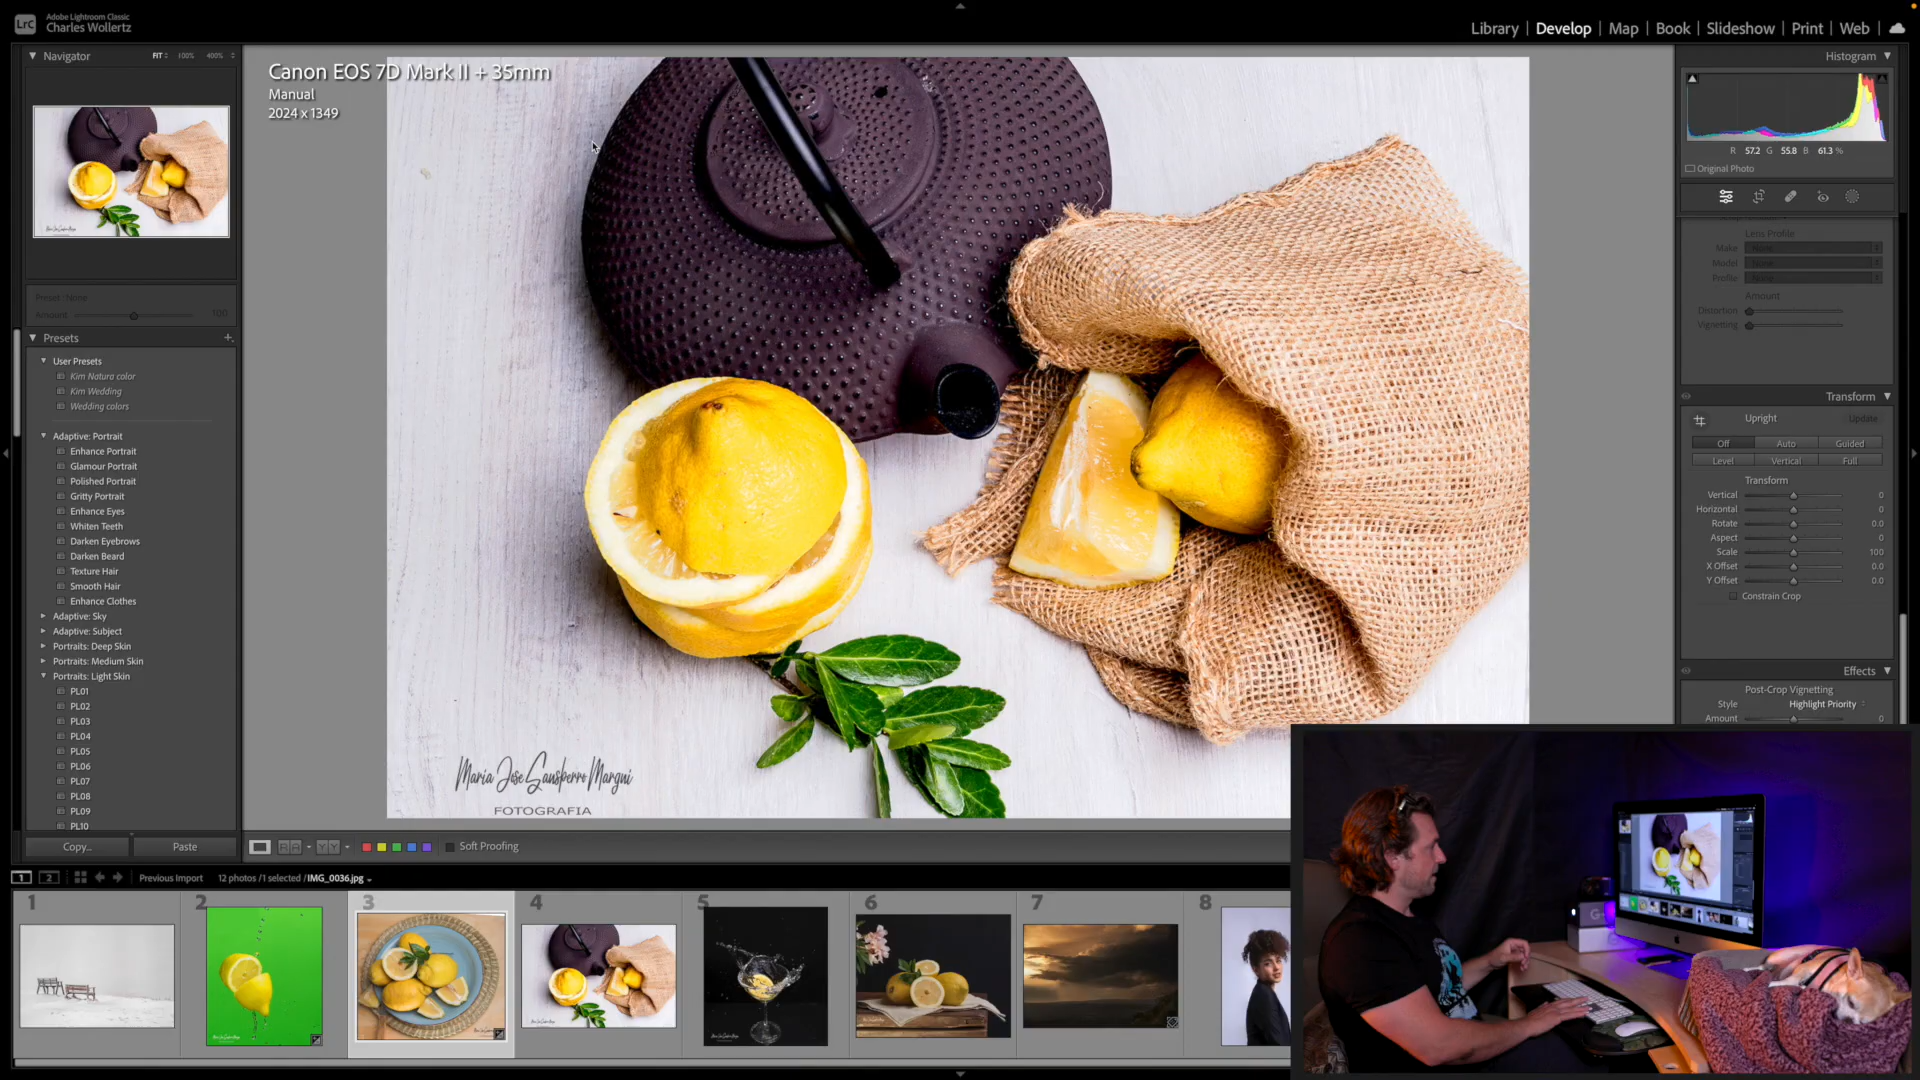 LrC
Adobe Lightroom Classic
Charles Wollertz
Library | Develop | Map | Book | Slideshow | Print | Web
Navigator
FIT 100% 400%
Preset: None
Amount 100
Presets
User Presets
Kim Natura color
Kim Wedding
Wedding colors
Adaptive: Portrait
Enhance Portrait
Glamour Portrait
Polished Portrait
Gritty Portrait
Enhance Eyes
Whiten Teeth
Darken Eyebrows
Darken Beard
Texture Hair
Smooth Hair
Enhance Clothes
Adaptive: Sky
Adaptive: Subject
Portraits: Deep Skin
Portraits: Medium Skin
Portraits: Light Skin
PL01
PL02
PL03
PL04
PL05
PL06
PL07
PL08
PL09
PL10
Copy...
Paste
Canon EOS 7D Mark II + 35mm
Manual
2024 x 1349
FOTOGRAFIA
Soft Proofing
Histogram
R 57.2 G 55.8 B 61.3 %
Original Photo
Lens Profile
Make None
Model None
Profile None
Amount
Distortion
Vignetting
Transform
Upright Update
Off Auto Guided
Level Vertical Full
Transform
Vertical 0
Horizontal 0
Rotate 0.0
Aspect 0
Scale 100
X Offset 0.0
Y Offset 0.0
Constrain Crop
Effects
Post-Crop Vignetting
Style Highlight Priority
Amount 0
1 2 Previous Import 12 photos /1 selected /IMG_0036.jpg
1 2 3 4 5 6 7 8